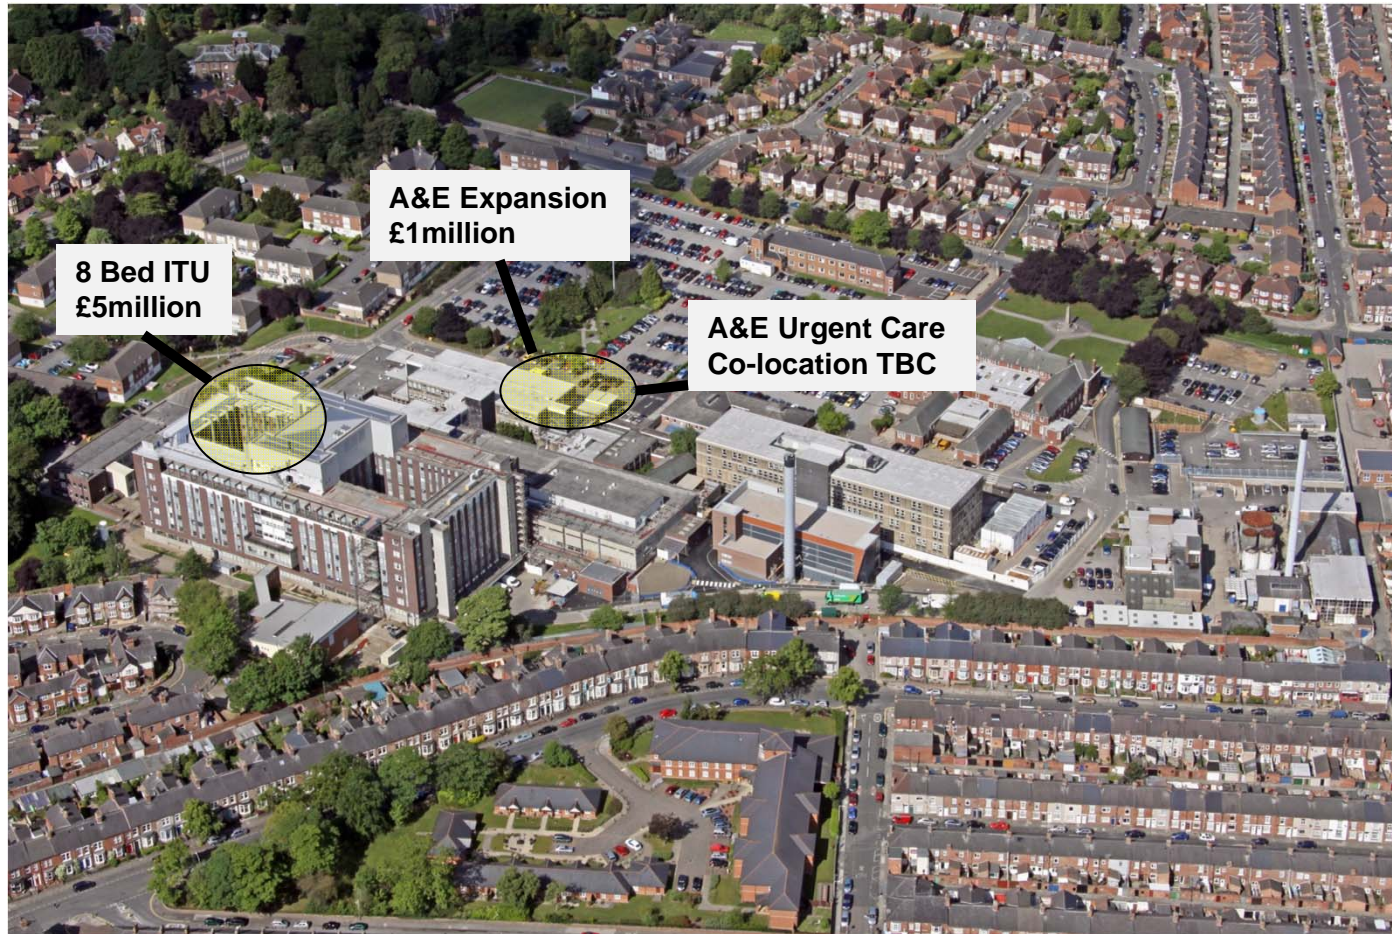 A&E Expansion
£1million
8 Bed ITU
£5million
A&E Urgent Care
Co-location TBC